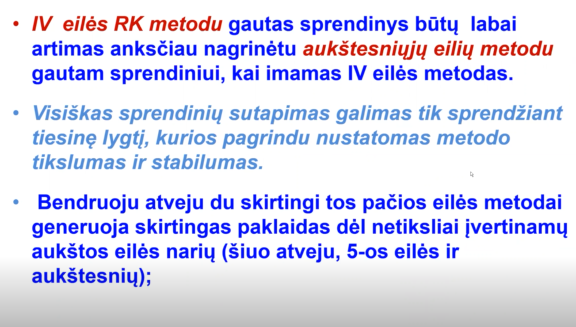 • IV eilės RK metodu gautas sprendinys būtų labai
artimas anksčiau nagrinėtu aukštesniųjų eilių metodu
gautam sprendiniui, kai imamas IV eilės metodas.
• Visiškas sprendinių sutapimas galimas tik sprendžiant
tiesinę lygtį, kurios pagrindu nustatomas metodo
tikslumas ir stabilumas.
• Bendruoju atveju du skirtingi tos pačios eilės metodai
generuoja skirtingas paklaidas dėl netiksliai įvertinamų
aukštos eilės narių (šiuo atveju, 5-os eilės ir
aukštesnių);